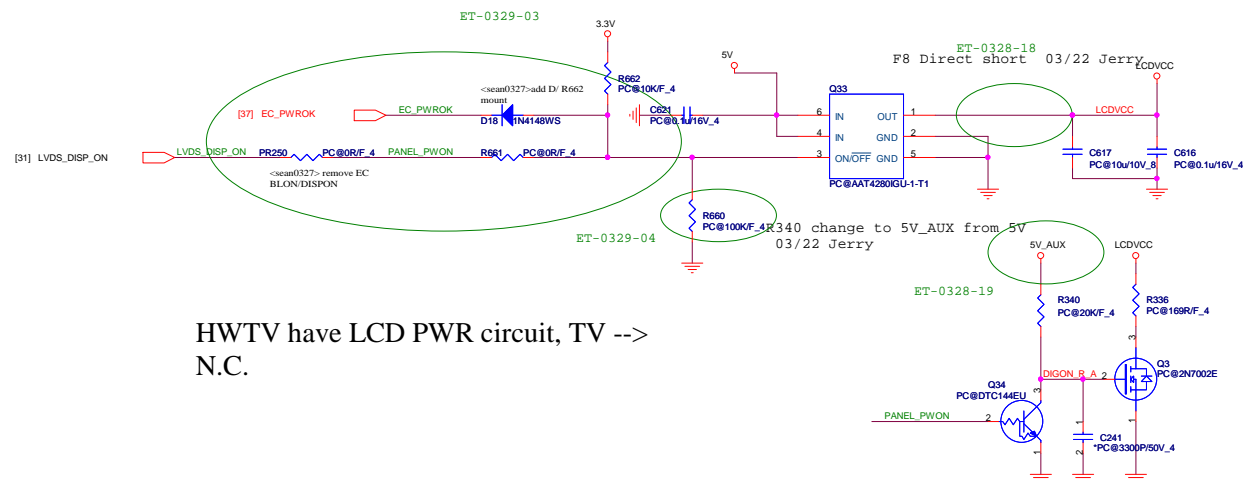 ET-0329-03
3.3V
ET-0328-18
F8 Direct short 03/22 Jerry
5V
LCDVCC
R662
PC@10K/F_4
Q33
<sean0327>add D/ R662
mount
[37] EC_PWROK
EC_PWROK
D18
1N4148WS
C621
PC@0.1u/16V_4
6 IN OUT 1
LCDVCC
4 IN GND 2
3 ON/OFF GND 5
PC@AAT4280IGU-1-T1
[31] LVDS_DISP_ON
LVDS_DISP_ON
PR250
PC@0R/F_4
PANEL_PWON
R661
PC@0R/F_4
C617
PC@10u/10V_8
C616
PC@0.1u/16V_4
<sean0327> remove EC
BLON/DISPON
R660
PC@100K/F_4
ET-0329-04
R340 change to 5V_AUX from 5V
03/22 Jerry
5V_AUX
LCDVCC
ET-0328-19
R340
PC@20K/F_4
R336
PC@169R/F_4
HWTV have LCD PWR circuit, TV -->
N.C.
3
Q3
PC@2N7002E
DIGON_R_A 2
Q34
PC@DTC144EU
3
PANEL_PWON
2
1
1
C241
*PC@3300P/50V_4
1
2